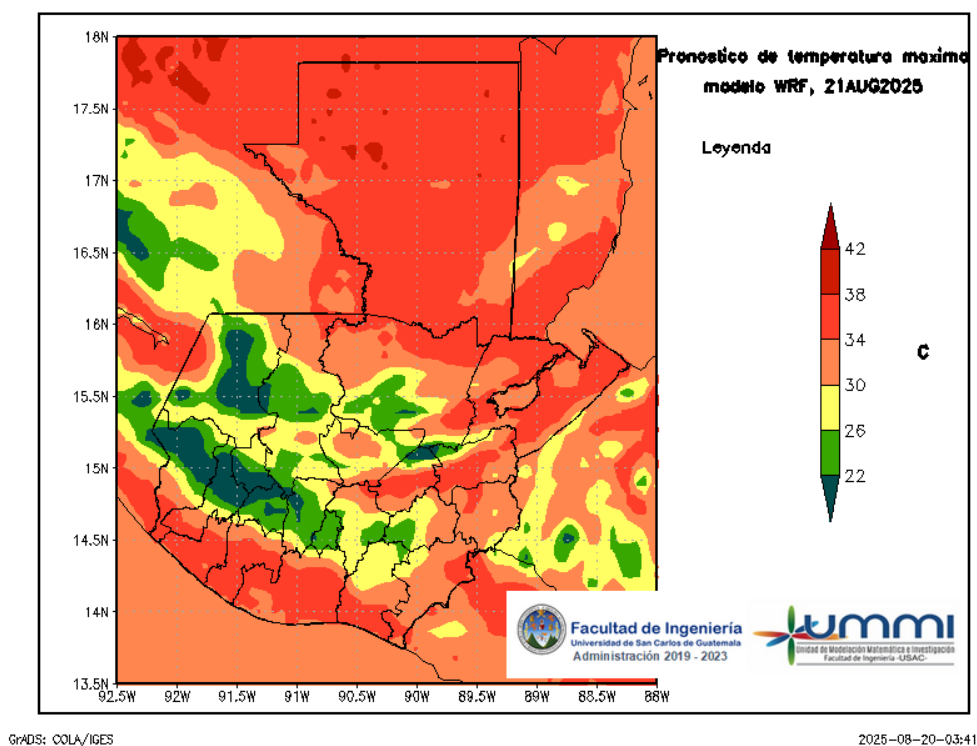 Pronostico de temperatura maxima
modelo WRF, 21AUG2025
Leyenda
42
38
34
30
26
22
C
18N
17.5N
17N
16.5N
16N
15.5N
15N
14.5N
14N
13.5N
92.5W 92W 91.5W 91W 90.5W 90W 89.5W 89W 88.5W 88W
Facultad de Ingeniería
Universidad de San Carlos de Guatemala
Administración 2019 - 2023
UMMI
Unidad de Modelación Matemática e Investigación
Facultad de Ingeniería -USAC-
GrADS: COLA/IGES
2025-08-20-03:41